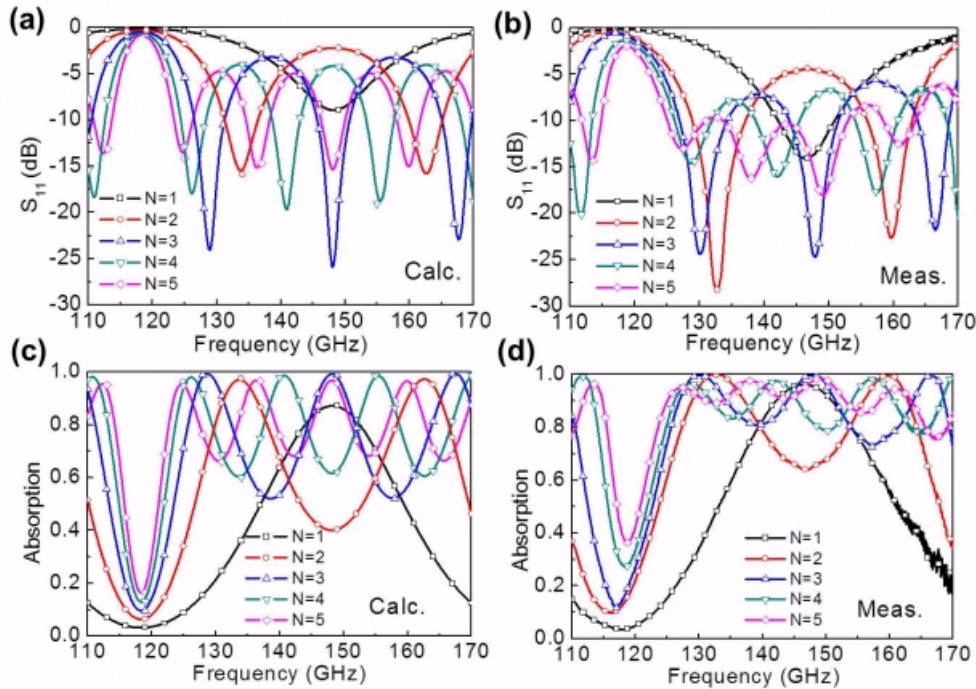 (a)
0
-5
-10
-15
-20
-25
-30
S11 (dB)
N=1
N=2
N=3
N=4
N=5
Calc.
110 120 130 140 150 160 170
Frequency (GHz)
(b)
0
-5
-10
-15
-20
-25
-30
S11 (dB)
N=1
N=2
N=3
N=4
N=5
Meas.
110 120 130 140 150 160 170
Frequency (GHz)
(c)
1.0
0.8
0.6
0.4
0.2
0.0
Absorption
N=1
N=2
N=3
N=4
N=5
Calc.
110 120 130 140 150 160 170
Frequency (GHz)
(d)
1.0
0.8
0.6
0.4
0.2
0.0
Absorption
N=1
N=2
N=3
N=4
N=5
Meas.
110 120 130 140 150 160 170
Frequency (GHz)